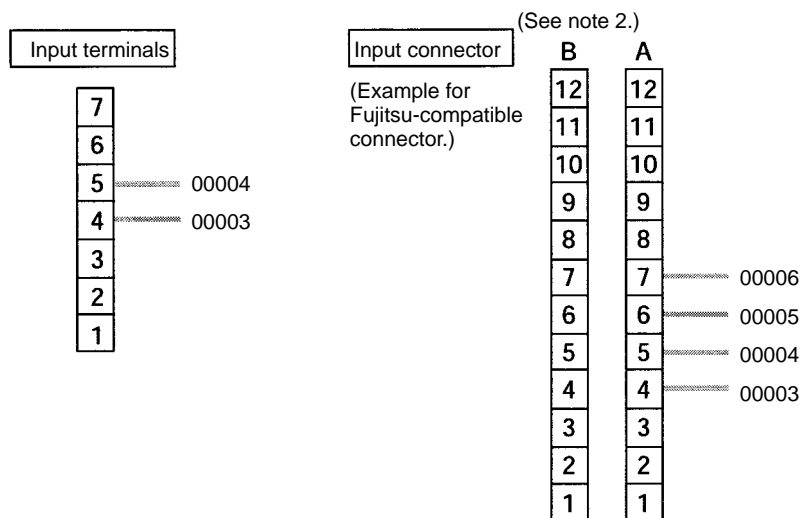 Input terminals
7
6
5 00004
4 00003
3
2
1
(See note 2.)
Input connector
(Example for
Fujitsu-compatible
connector.)
B A
12 12
11 11
10 10
9 9
8 8
7 7 00006
6 6 00005
5 5 00004
4 4 00003
3 3
2 2
1 1